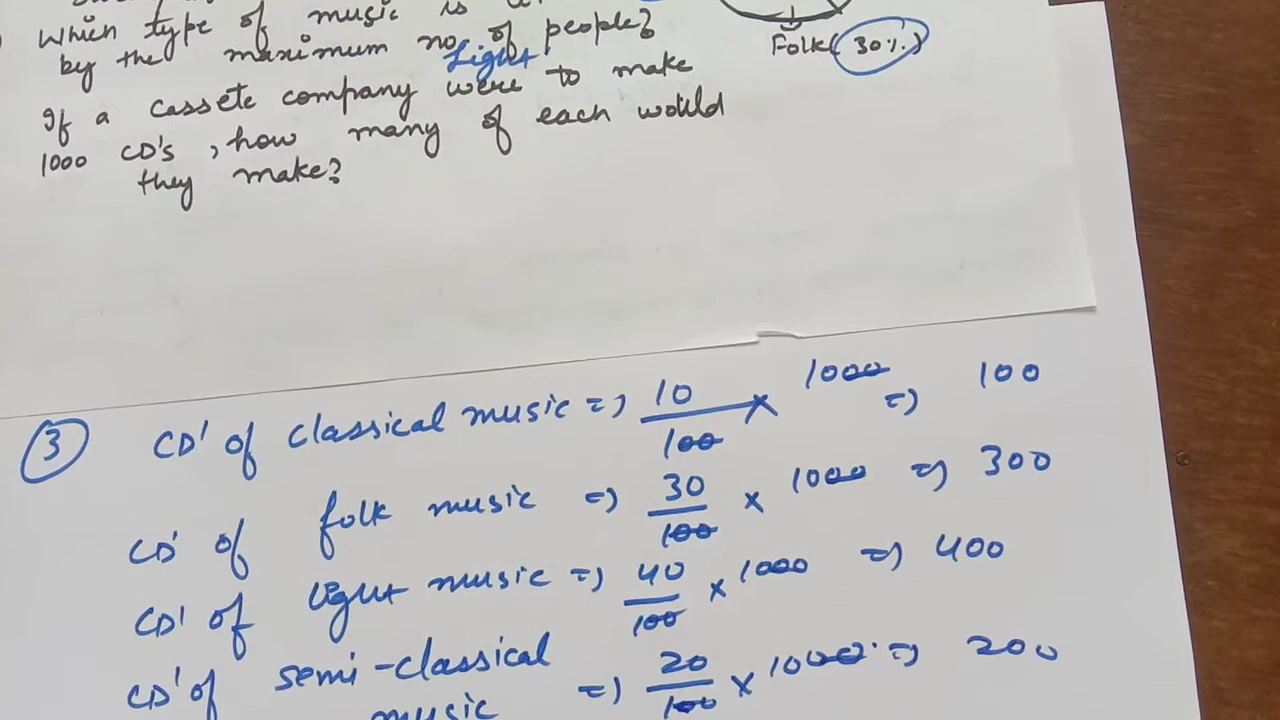 Which type of music is
by the maximum no. of people?
Light
Folk (30%)
If a cassete company were to make
1000 CD's, how many of each would
they make?
③ CD' of classical music => 10/100 × 1000 => 100
CD' of folk music => 30/100 × 1000 => 300
CD' of light music => 40/100 × 1000 => 400
CD' of semi-classical music => 20/100 × 1000 => 200